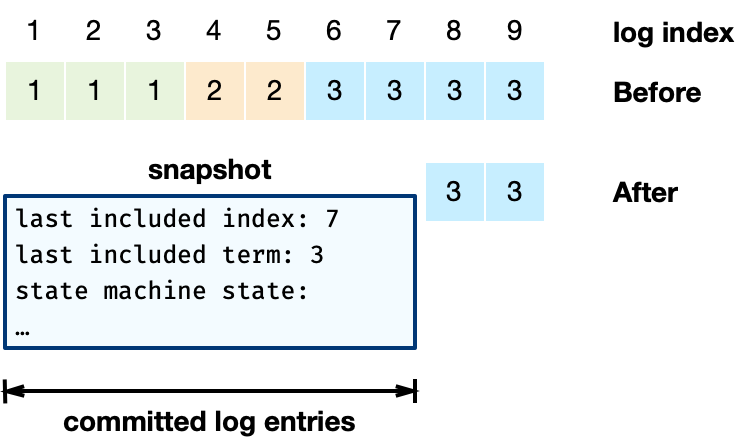 1 2 3 4 5 6 7 8 9 log index
1 1 1 2 2 3 3 3 3 Before
snapshot
3 3 After
last included index: 7
last included term: 3
state machine state:
…
committed log entries